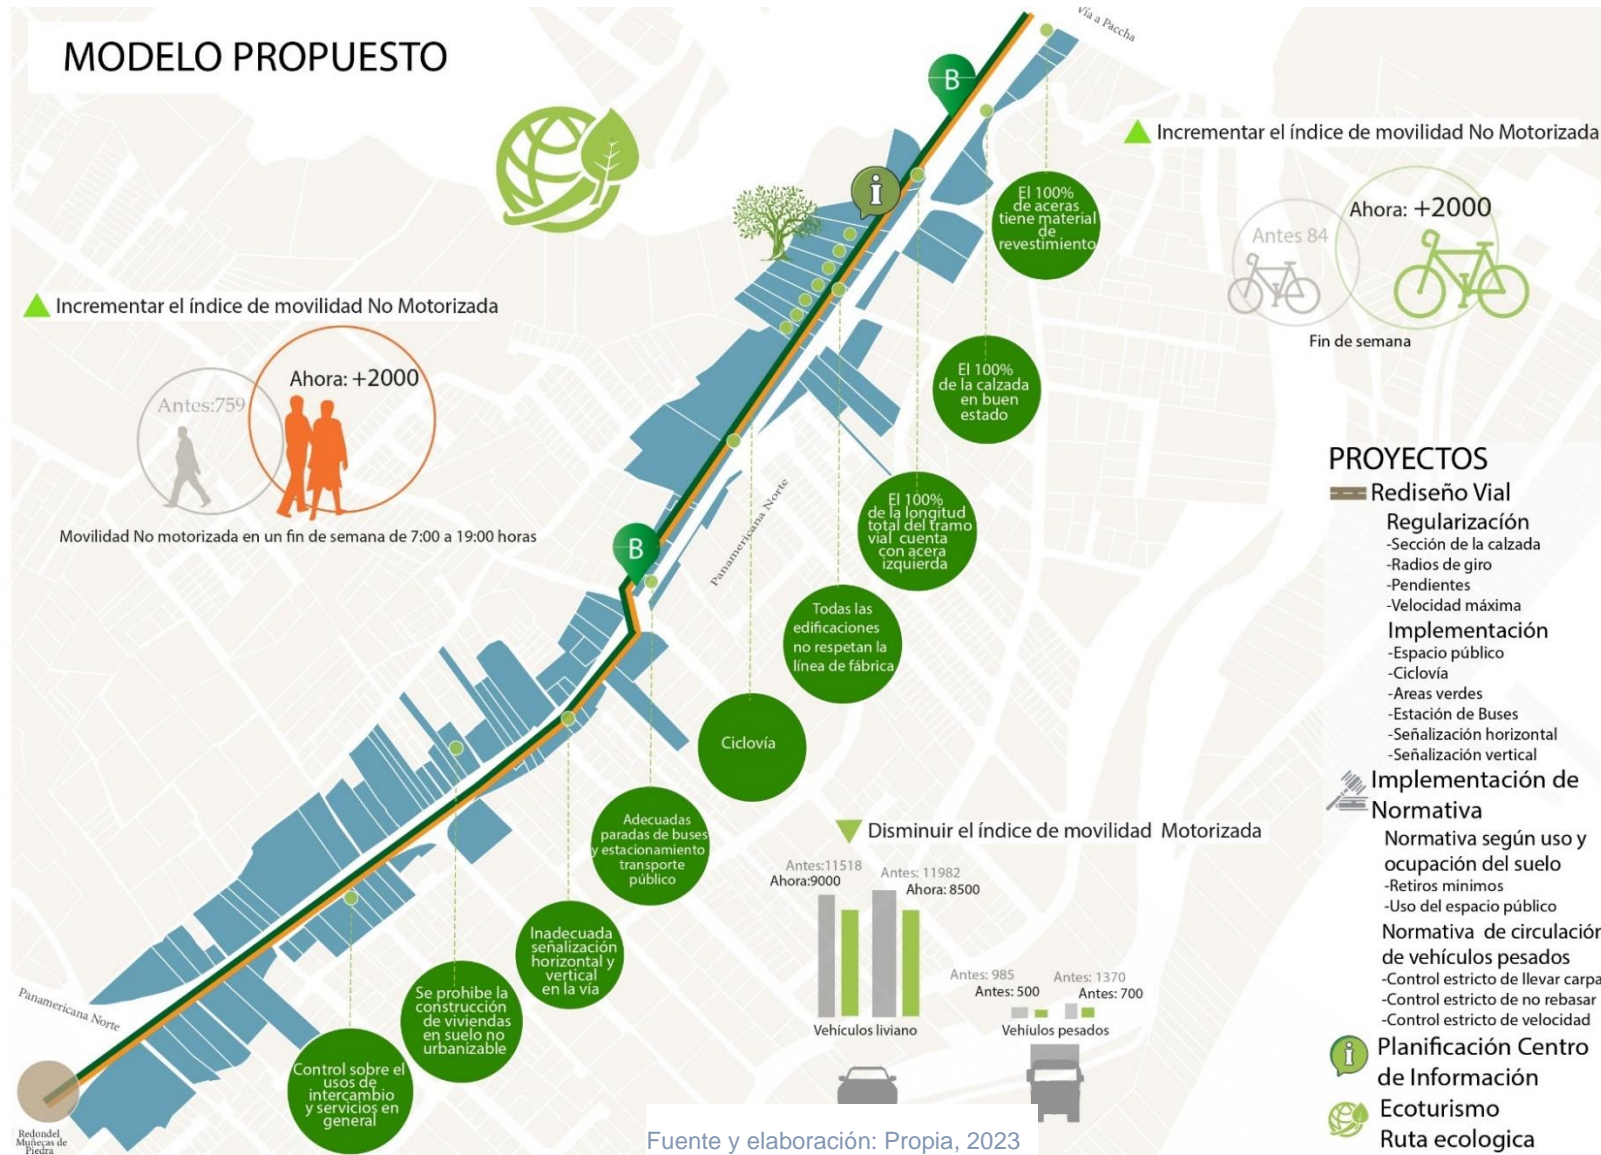 MODELO PROPUESTO
Vía a Paccha
B
Incrementar el índice de movilidad No Motorizada
Antes 84
Ahora: +2000
Fin de semana
i
El 100%
de aceras
tiene material
de
revestimiento
Incrementar el índice de movilidad No Motorizada
Antes:759
Ahora: +2000
Movilidad No motorizada en un fin de semana de 7:00 a 19:00 horas
El 100%
de la calzada
en buen
estado
Panamericana Norte
El 100%
de la longitud
total del tramo
vial cuenta
con acera
izquierda
B
Todas las
edificaciones
no respetan la
línea de fábrica
Ciclovía
Adecuadas
paradas de buses
y estacionamiento
transporte
público
Inadecuada
señalización
horizontal y
vertical
en la vía
Se prohibe la
construcción
de viviendas
en suelo no
urbanizable
Control sobre el
usos de
intercambio
y servicios en
general
Panamericana Norte
Redondel
Muñecas de
Piedra
Disminuir el índice de movilidad Motorizada
Antes:11518
Ahora:9000
Antes: 11982
Ahora: 8500
Vehículos liviano
Antes: 985
Antes: 500
Antes: 1370
Antes: 700
Vehíulos pesados
PROYECTOS
Rediseño Vial
Regularizacíón
-Sección de la calzada
-Radios de giro
-Pendientes
-Velocidad máxima
Implementación
-Espacio público
-Ciclovía
-Areas verdes
-Estación de Buses
-Señalización horizontal
-Señalización vertical
Implementación de
Normativa
Normativa según uso y
ocupación del suelo
-Retiros minimos
-Uso del espacio público
Normativa de circulación
de vehículos pesados
-Control estricto de llevar carpa
-Control estricto de no rebasar
-Control estricto de velocidad
i
Planificación Centro
de Información
Ecoturismo
Ruta ecologica
Fuente y elaboración: Propia, 2023